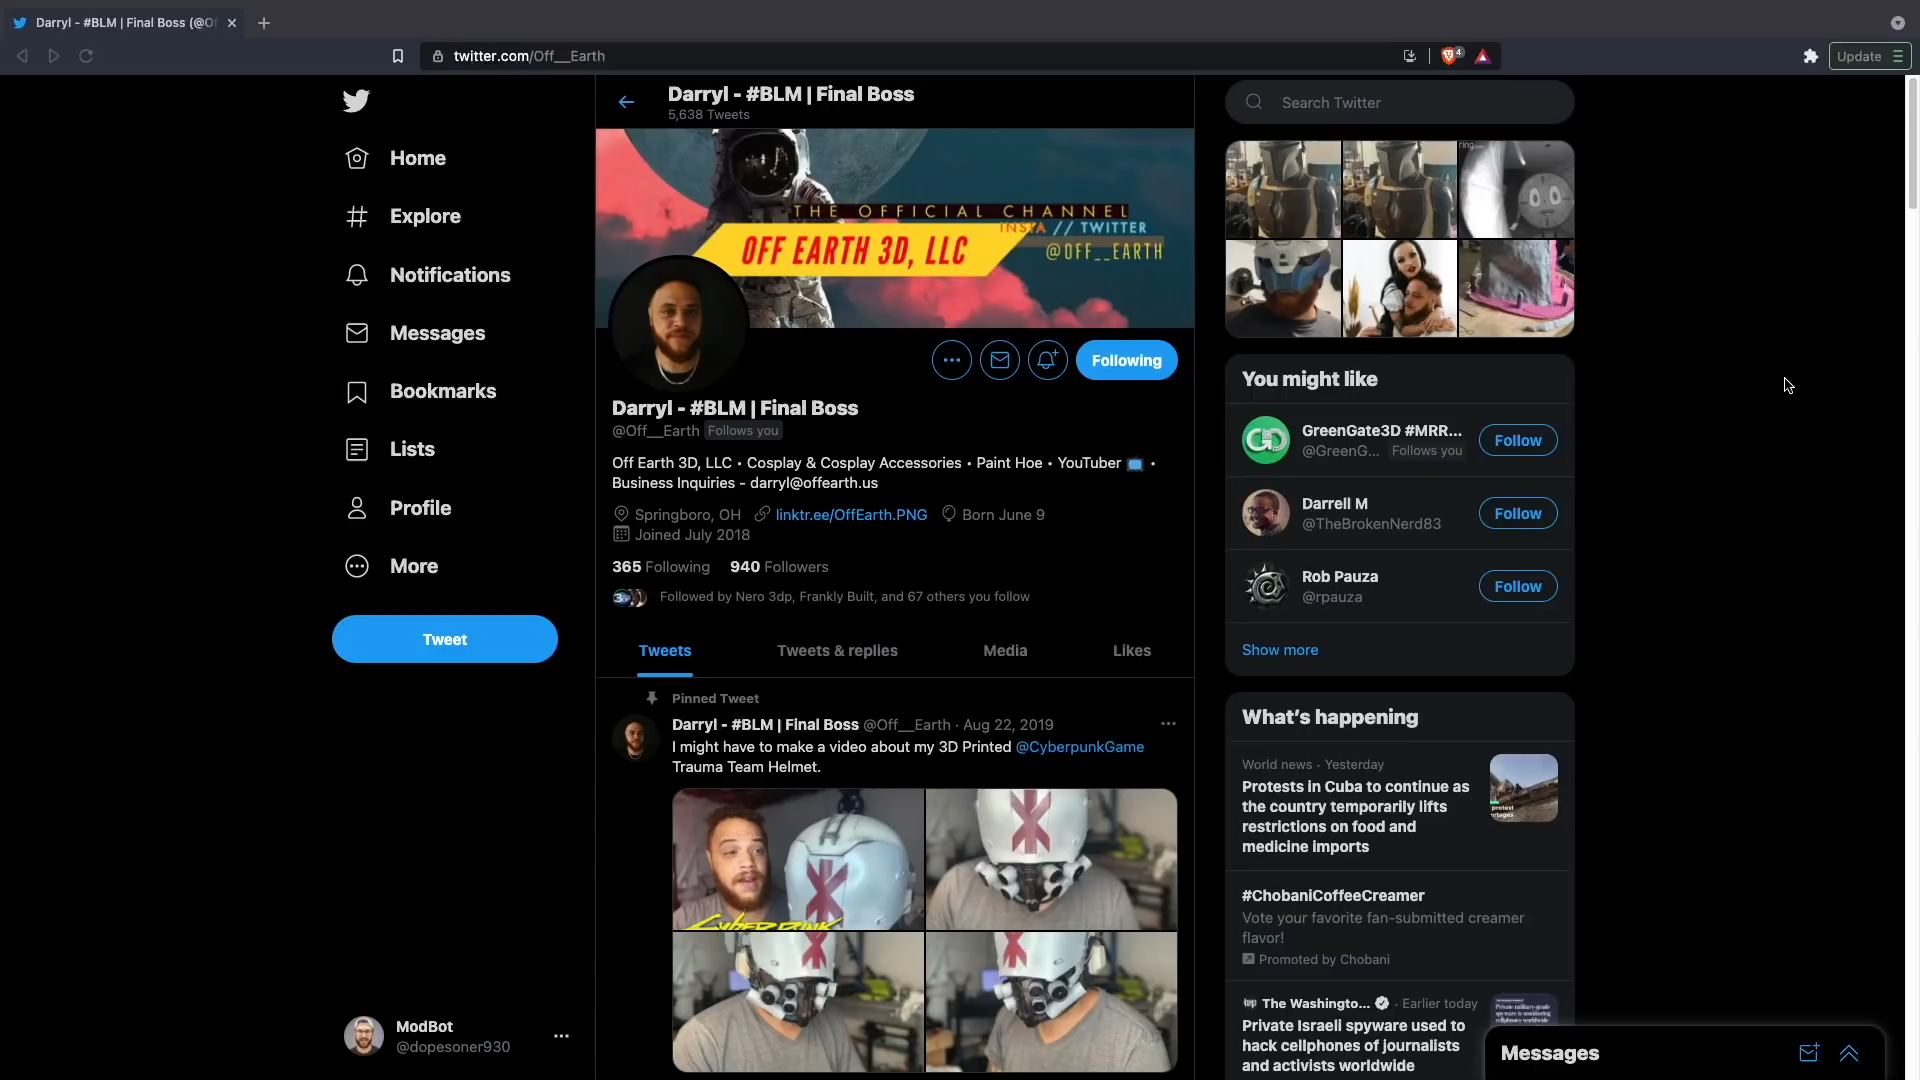 Darryl - #BLM | Final Boss (@Of
twitter.com/Off__Earth
4
Update
Home
Explore
Notifications
Messages
Bookmarks
Lists
Profile
More
Tweet
ModBot
@dopesoner930
Darryl - #BLM | Final Boss
5,638 Tweets
THE OFFICIAL CHANNEL
INSTA // TWITTER
OFF EARTH 3D, LLC
@OFF__EARTH
Following
Darryl - #BLM | Final Boss
@Off__Earth Follows you
Off Earth 3D, LLC • Cosplay & Cosplay Accessories • Paint Hoe • YouTuber •
Business Inquiries - darryl@offearth.us
Springboro, OH linktr.ee/OffEarth.PNG Born June 9
Joined July 2018
365 Following 940 Followers
Followed by Nero 3dp, Frankly Built, and 67 others you follow
Tweets Tweets & replies Media Likes
Pinned Tweet
Darryl - #BLM | Final Boss @Off__Earth · Aug 22, 2019
I might have to make a video about my 3D Printed @CyberpunkGame
Trauma Team Helmet.
Search Twitter
ring
You might like
GreenGate3D #MRR...
@GreenG... Follows you
Follow
Darrell M
@TheBrokenNerd83
Follow
Rob Pauza
@rpauza
Follow
Show more
What's happening
World news · Yesterday
Protests in Cuba to continue as
the country temporarily lifts
restrictions on food and
medicine imports
#ChobaniCoffeeCreamer
Vote your favorite fan-submitted creamer
flavor!
Promoted by Chobani
The Washingto... · Earlier today
Private Israeli spyware used to
hack cellphones of journalists
and activists worldwide
Messages